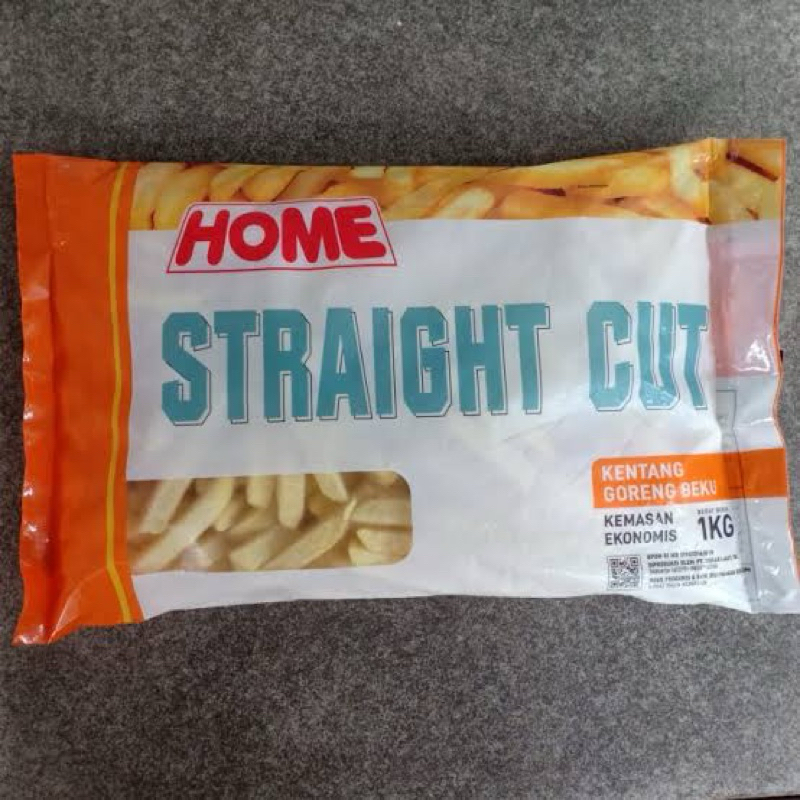 HOME
STRAIGHT CUT
KENTANG
GORENG BEKU
KEMASAN
EKONOMIS
1KG